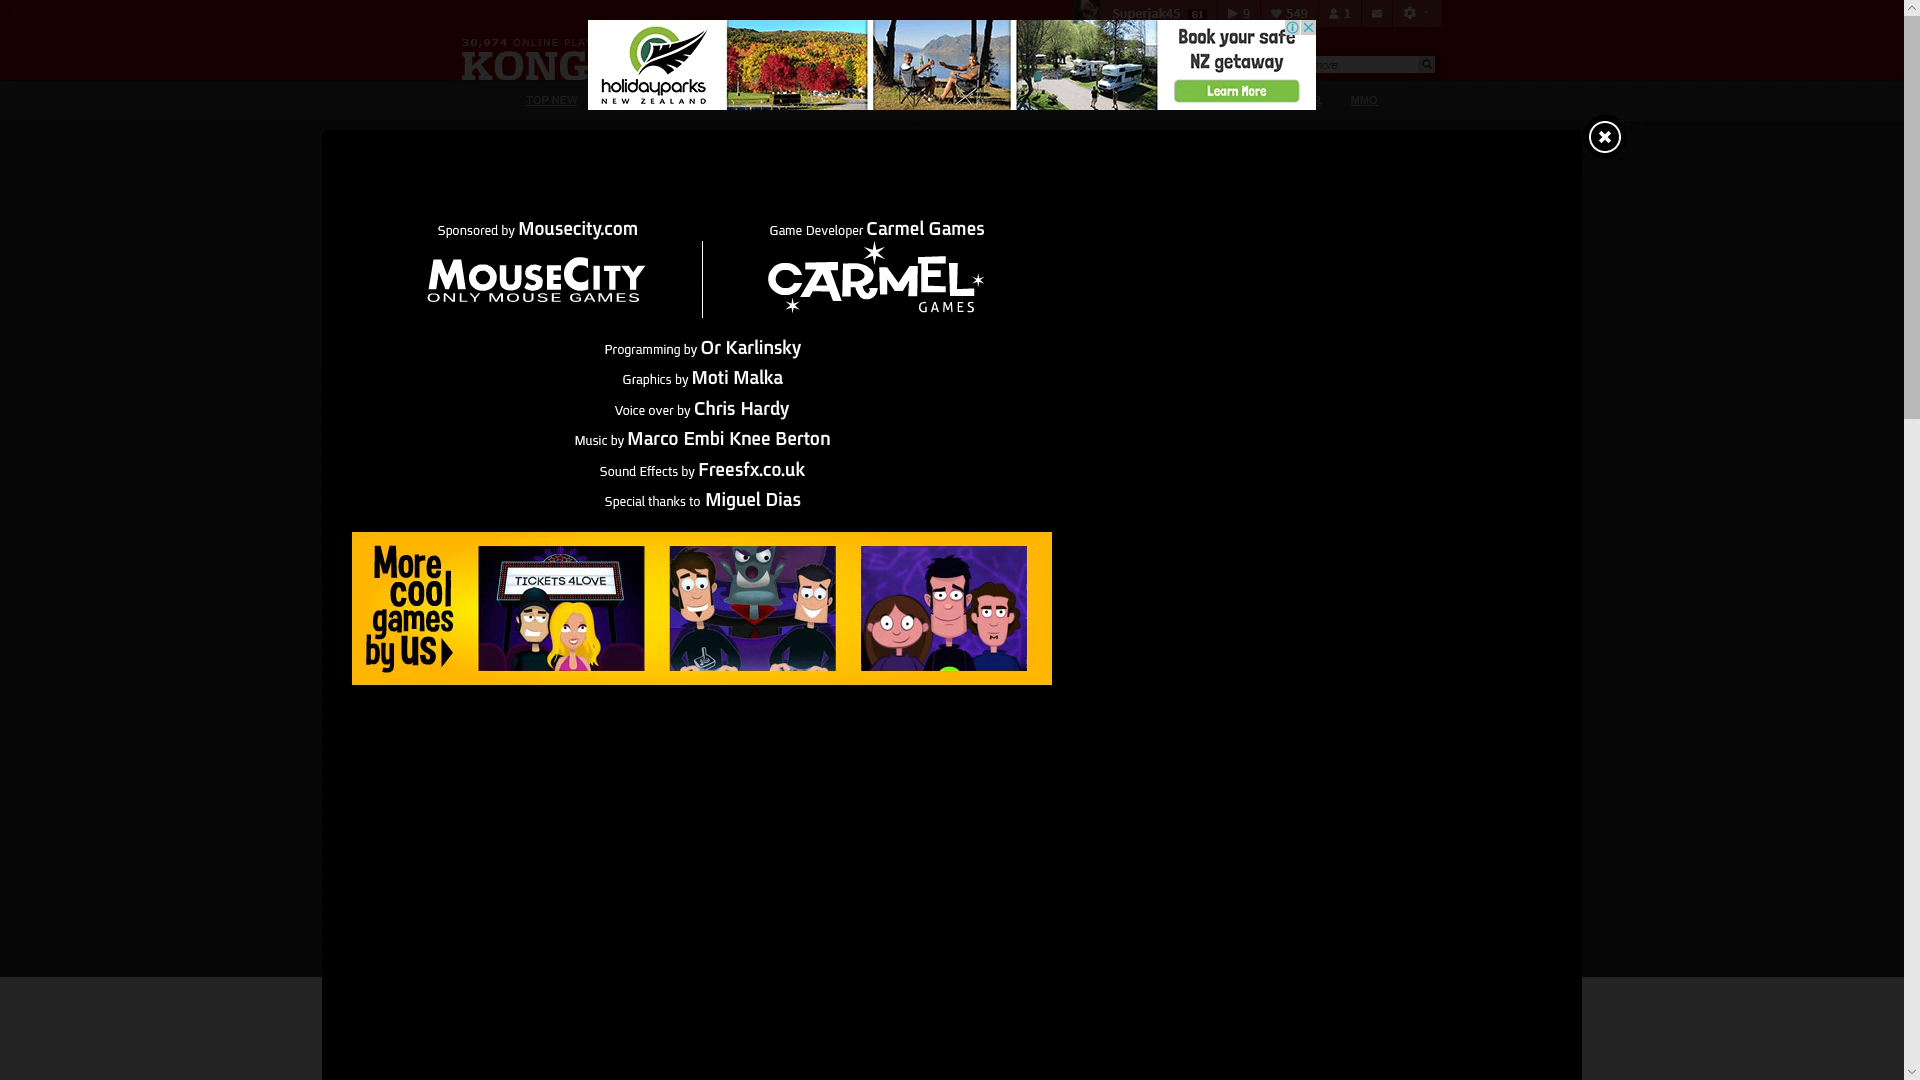 Superjak45 61 9 549 1
30,974 ONLINE PLA
KONG
holidayparks
NEW ZEALAND
Book your safe
NZ getaway
Learn More
more
TOP NEW
MMO
Sponsored by Mousecity.com
MOUSECITY
ONLY MOUSE GAMES
Game Developer Carmel Games
CARMEL
GAMES
Programming by Or Karlinsky
Graphics by Moti Malka
Voice over by Chris Hardy
Music by Marco Embi Knee Berton
Sound Effects by Freesfx.co.uk
Special thanks to Miguel Dias
More
cool
games
by us
TICKETS 4LOVE